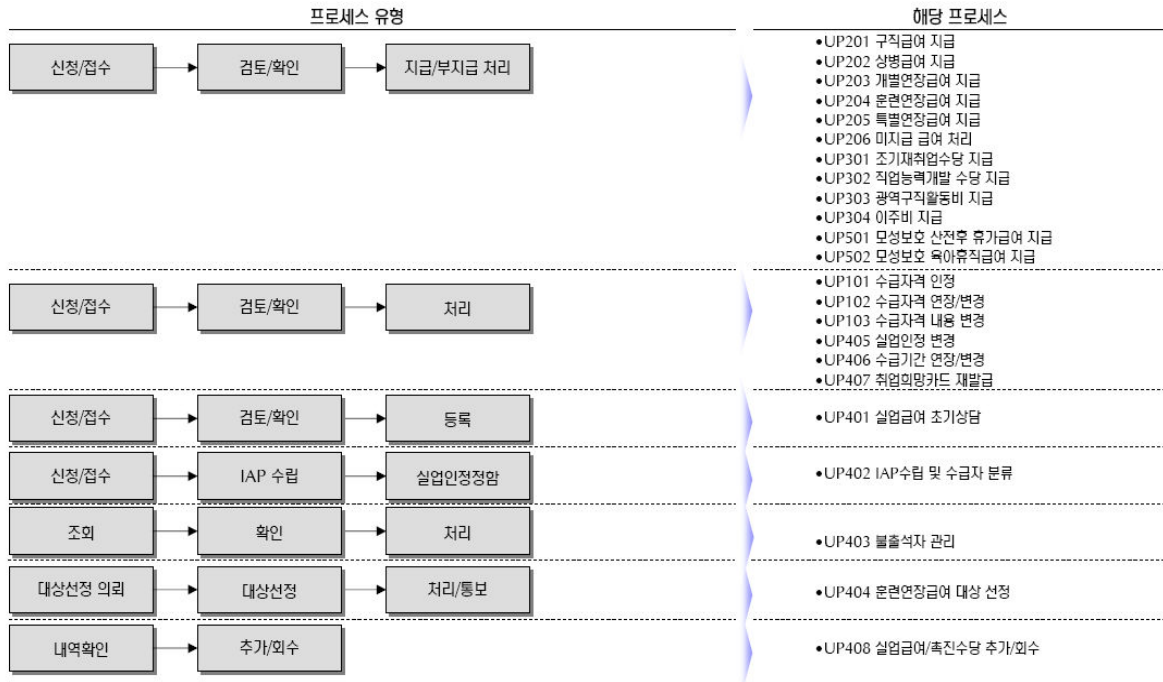 프로세스 유형
해당 프로세스
신청/접수
검토/확인
지급/부지급 처리
•UP201 구직급여 지급
•UP202 상병급여 지급
•UP203 개별연장급여 지급
•UP204 훈련연장급여 지급
•UP205 특별연장급여 지급
•UP206 미지급 급여 처리
•UP301 조기재취업수당 지급
•UP302 직업능력개발 수당 지급
•UP303 광역구직활동비 지급
•UP304 이주비 지급
•UP501 모성보호 산전후 휴가급여 지급
•UP502 모성보호 육아휴직급여 지급
신청/접수
검토/확인
처리
•UP101 수급자격 인정
•UP102 수급자격 연장/변경
•UP103 수급자격 내용 변경
•UP405 실업인정 변경
•UP406 수급기간 연장/변경
•UP407 취업희망카드 재발급
신청/접수
검토/확인
등록
•UP401 실업급여 초기상담
신청/접수
IAP 수립
실업인정정함
•UP402 IAP수립 및 수급자 분류
조회
확인
처리
•UP403 불출석자 관리
대상선정 의뢰
대상선정
처리/통보
•UP404 훈련연장급여 대상 선정
내역확인
추가/회수
•UP408 실업급여/촉진수당 추가/회수